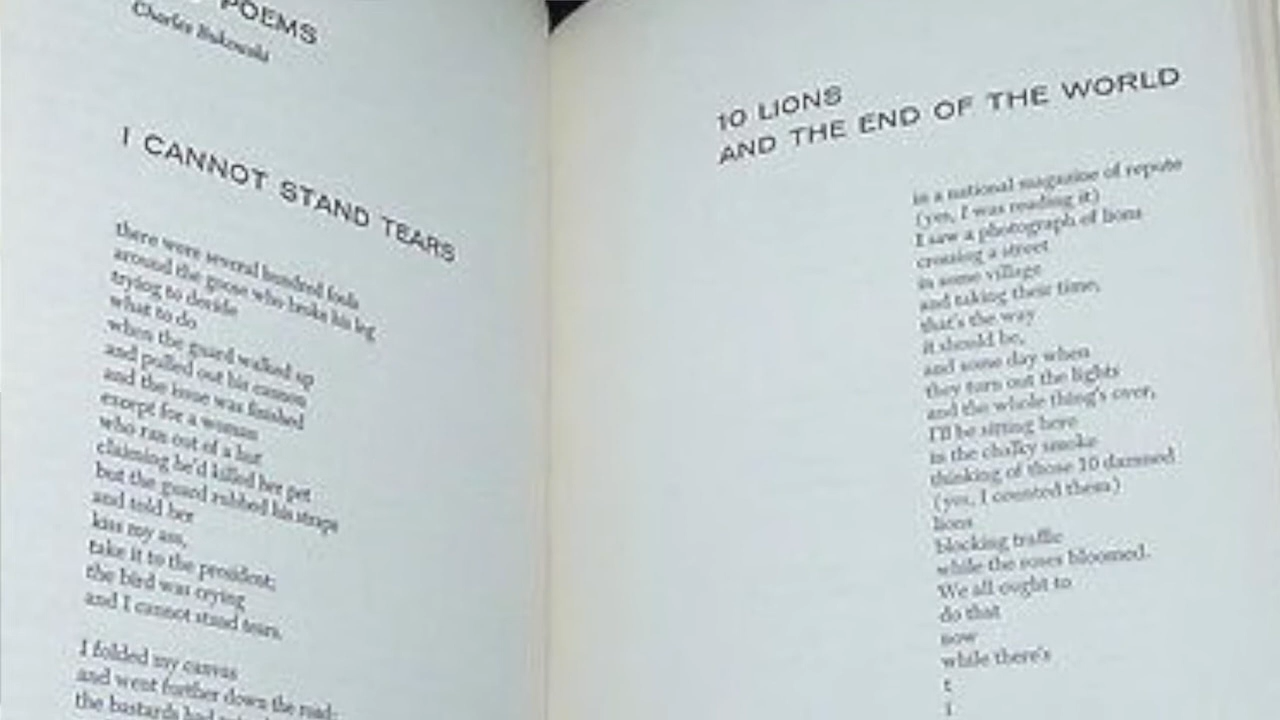 POEMS
Charles Bukowski
I CANNOT STAND TEARS
there were several hundred fools
around the goose who broke his leg
trying to decide
what to do
when the guard walked up
and pulled out his cannon
and the issue was finished
except for a woman
who ran out of a hut
claiming he'd killed her pet
but the guard rubbed his straps
and told her
kiss my ass,
take it to the president;
the bird was crying
and I cannot stand tears.
I folded my canvas
and went further down the road:
the bastards had
10 LIONS
AND THE END OF THE WORLD
in a national magazine of repute
(yes, I was reading it)
I saw a photograph of lions
crossing a street
in some village
and taking their time,
that's the way
it should be,
and some day when
they turn out the lights
and the whole thing's over,
I'll be sitting here
in the chalky smoke
thinking of those 10 damned
(yes, I counted them)
lions
blocking traffic
while the roses bloomed.
We all ought to
do that
now
while there's
t
i